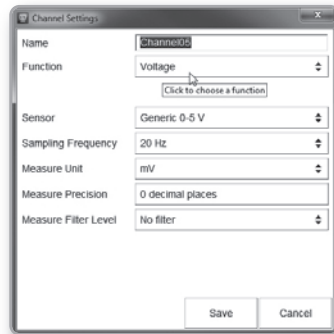 Channel Settings
x
Name Channel05
Function Voltage
Click to choose a function
Sensor Generic 0-5 V
Sampling Frequency 20 Hz
Measure Unit mV
Measure Precision 0 decimal places
Measure Filter Level No filter
Save Cancel